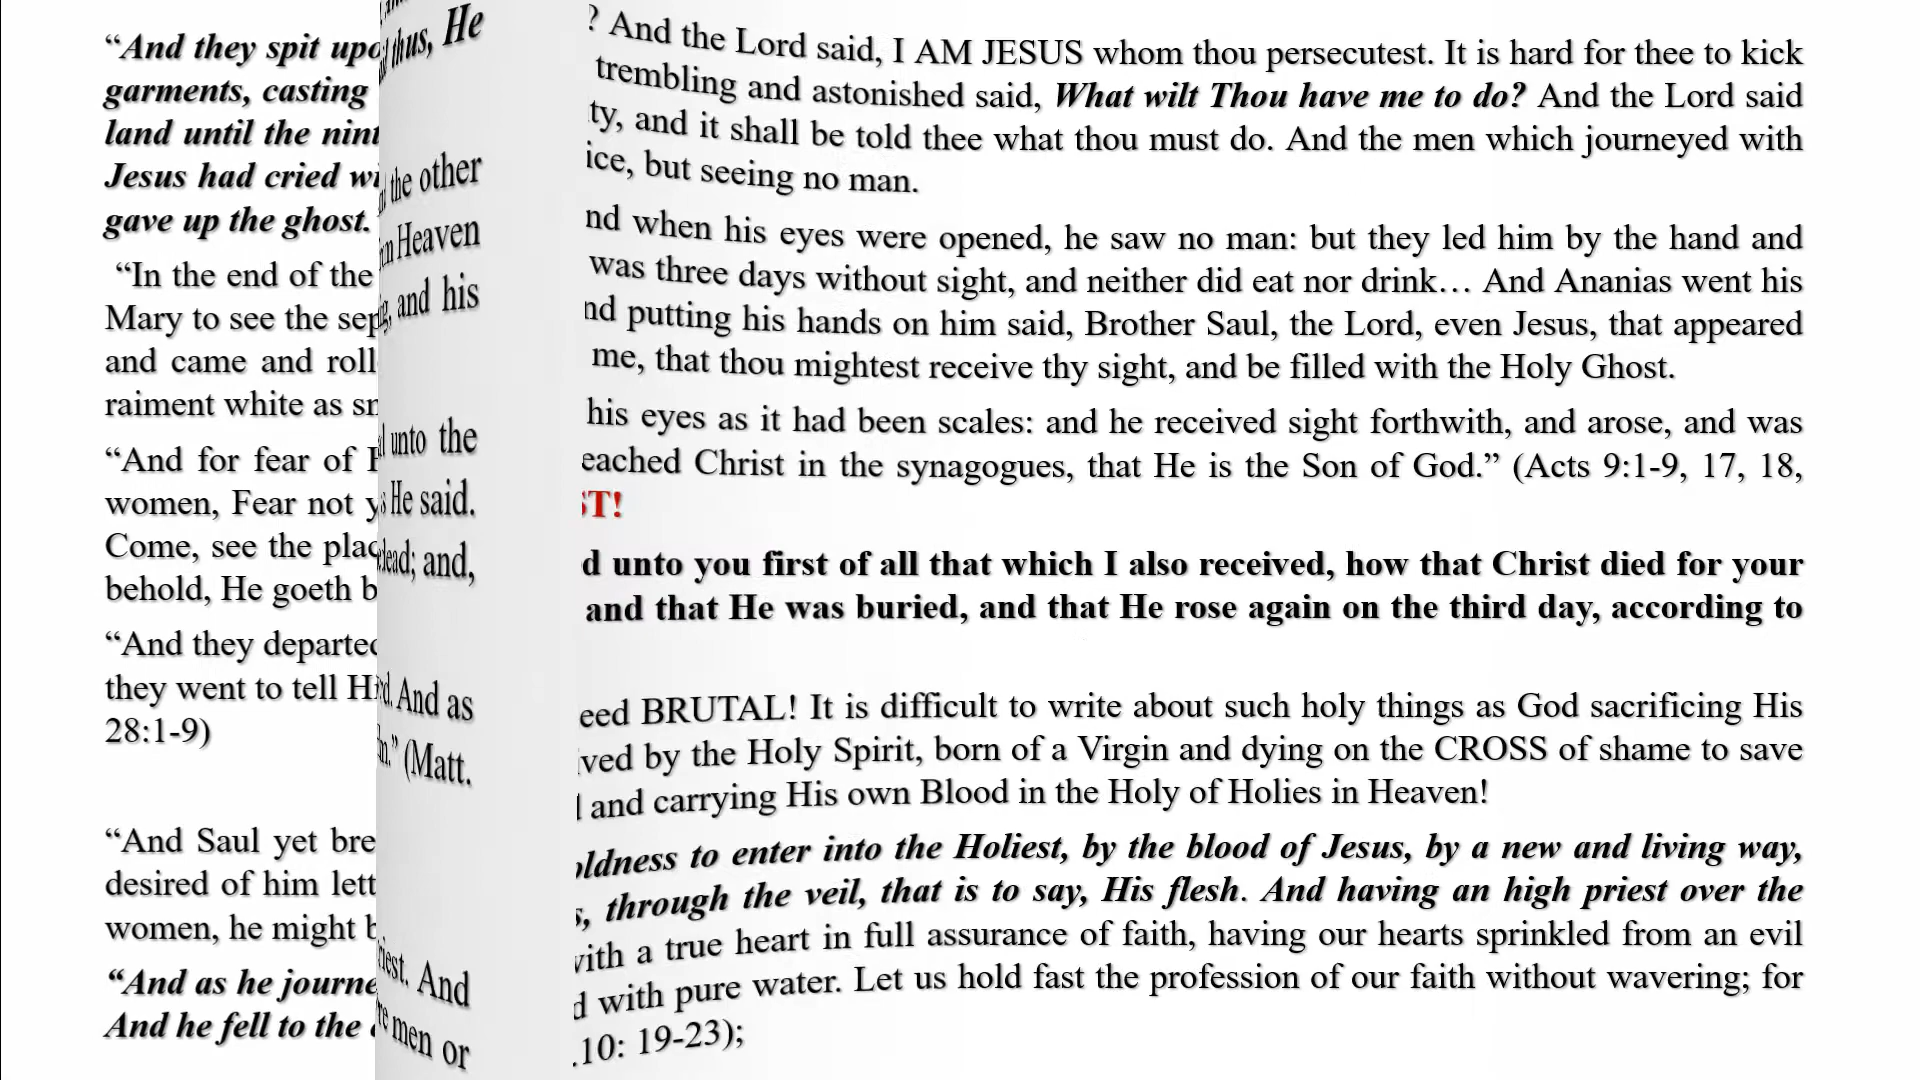 “And they spit upo
garments, casting
land until the nint
Jesus had cried wi
gave up the ghost.
“In the end of the
Mary to see the sep
and came and roll
raiment white as sn
“And for fear of H
women, Fear not y
Come, see the plac
behold, He goeth b
“And they departed
they went to tell Hi
28:1-9)
“And Saul yet bre
desired of him lett
women, he might b
“And as he journe
And he fell to the
thus, He
the other
Heaven
and his
unto the
He said.
dead; and,
And as
(Matt.
And
men or
? And the Lord said, I AM JESUS whom thou persecutest. It is hard for thee to kick
trembling and astonished said, What wilt Thou have me to do? And the Lord said
ty, and it shall be told thee what thou must do. And the men which journeyed with
ice, but seeing no man.
nd when his eyes were opened, he saw no man: but they led him by the hand and
was three days without sight, and neither did eat nor drink… And Ananias went his
nd putting his hands on him said, Brother Saul, the Lord, even Jesus, that appeared
me, that thou mightest receive thy sight, and be filled with the Holy Ghost.
his eyes as it had been scales: and he received sight forthwith, and arose, and was
eached Christ in the synagogues, that He is the Son of God.” (Acts 9:1-9, 17, 18,
ST!
d unto you first of all that which I also received, how that Christ died for your
and that He was buried, and that He rose again on the third day, according to
eed BRUTAL! It is difficult to write about such holy things as God sacrificing His
ved by the Holy Spirit, born of a Virgin and dying on the CROSS of shame to save
and carrying His own Blood in the Holy of Holies in Heaven!
oldness to enter into the Holiest, by the blood of Jesus, by a new and living way,
s, through the veil, that is to say, His flesh. And having an high priest over the
with a true heart in full assurance of faith, having our hearts sprinkled from an evil
d with pure water. Let us hold fast the profession of our faith without wavering; for
.10: 19-23);